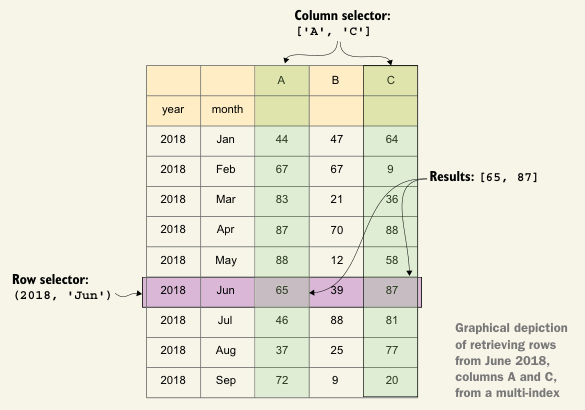 Column selector:
['A', 'C']
A B C
year month
2018 Jan 44 47 64
2018 Feb 67 67 9
2018 Mar 83 21 36
2018 Apr 87 70 88
2018 May 88 12 58
2018 Jun 65 39 87
2018 Jul 46 88 81
2018 Aug 37 25 77
2018 Sep 72 9 20
Results: [65, 87]
Row selector:
(2018, 'Jun')
Graphical depiction
of retrieving rows
from June 2018,
columns A and C,
from a multi-index